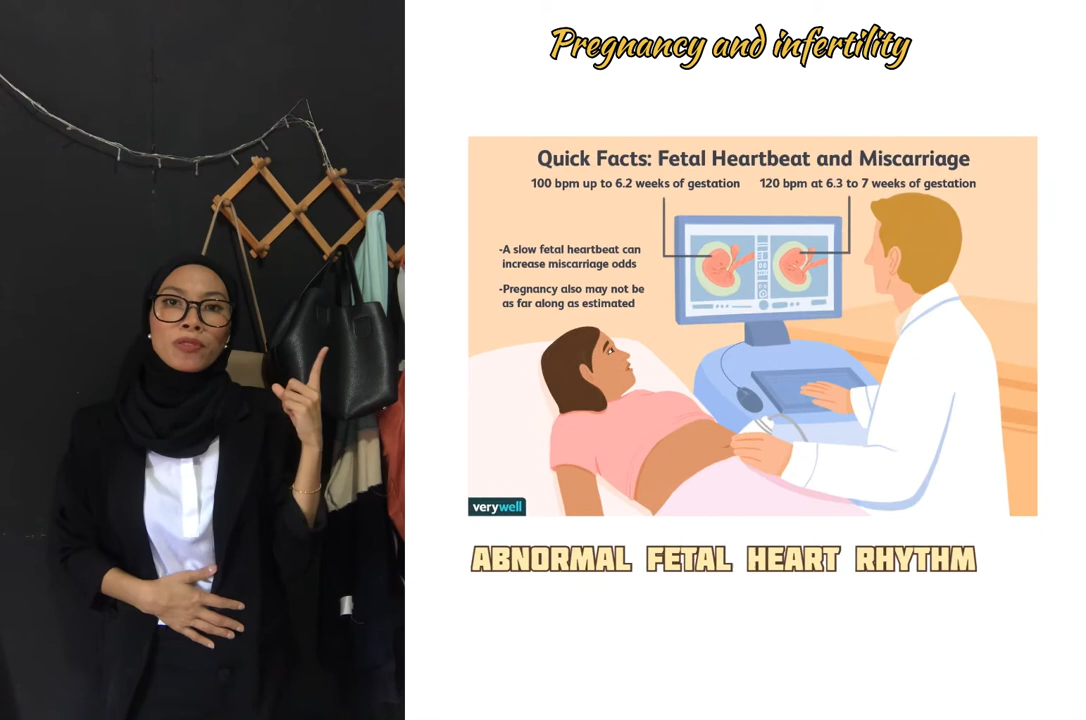 Pregnancy and infertility
Quick Facts: Fetal Heartbeat and Miscarriage
100 bpm up to 6.2 weeks of gestation
120 bpm at 6.3 to 7 weeks of gestation
-A slow fetal heartbeat can
increase miscarriage odds
-Pregnancy also may not be
as far along as estimated
verywell
ABNORMAL FETAL HEART RHYTHM